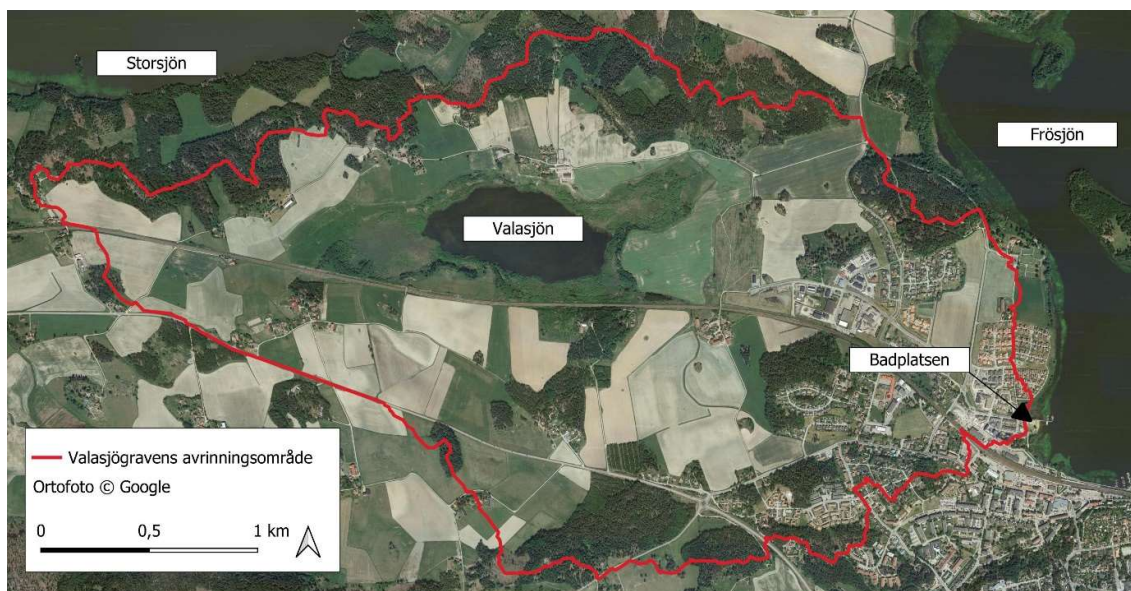 Storsjön
Frösjön
Valasjön
Badplatsen
Valasjögravens avrinningsområde
Ortofoto © Google
0 0,5 1 km